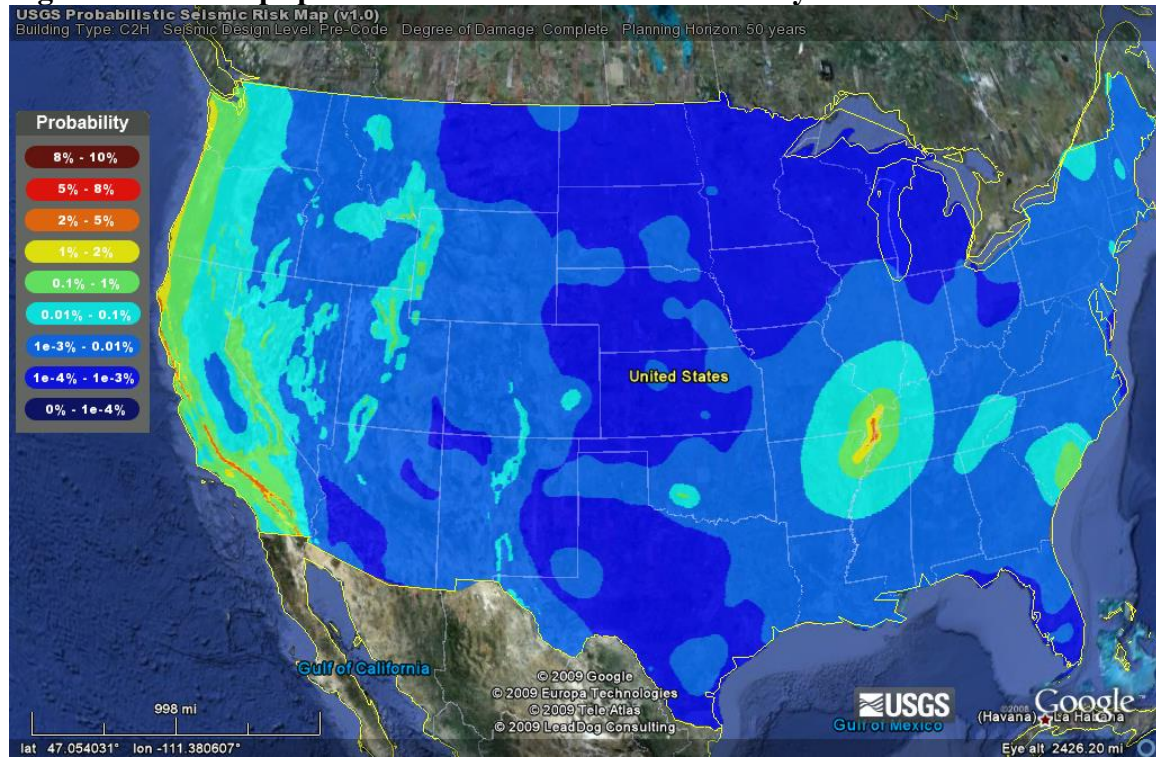 USGS Probabilistic Seismic Risk Map (v1.0)
Building Type: C2H Seismic Design Level: Pre-Code Degree of Damage: Complete Planning Horizon: 50 years
Probability
8% - 10%
5% - 8%
2% - 5%
1% - 2%
0.1% - 1%
0.01% - 0.1%
1e-3% - 0.01%
1e-4% - 1e-3%
0% - 1e-4%
United States
Gulf of California
© 2009 Google
© 2009 Europa Technologies
© 2009 Tele Atlas
© 2009 LeadDog Consulting
USGS
Gulf of Mexico
©2008 Google™
(Havana) La Habana
998 mi
lat 47.054031° lon -111.380607°
Eye alt 2426.20 mi